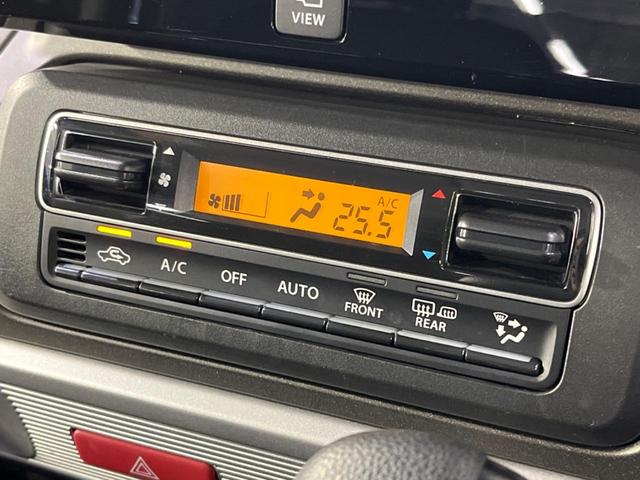 VIEW
A/C
25.5
A/C
OFF
AUTO
FRONT
REAR